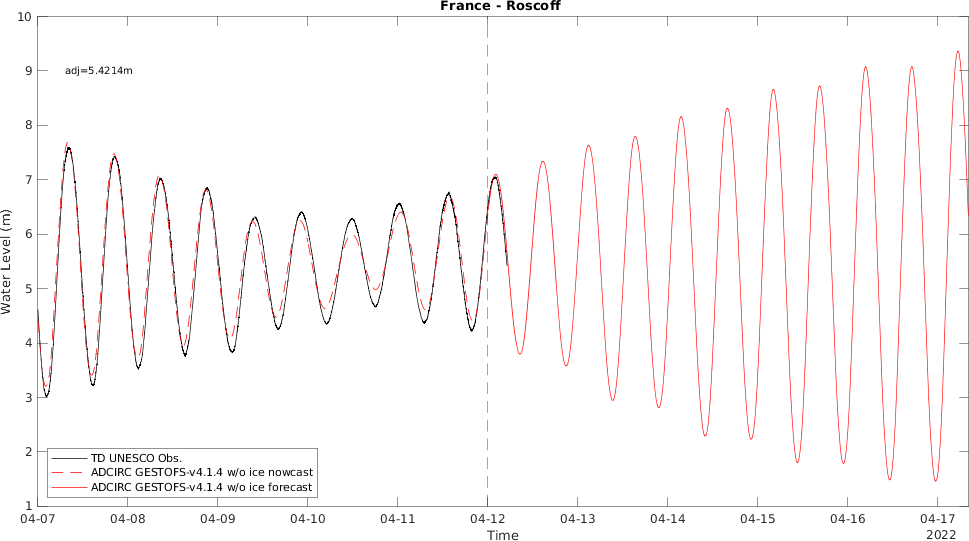 France - Roscoff
10
9
8
7
6
5
4
3
2
1
Water Level (m)
adj=5.4214m
TD UNESCO Obs.
ADCIRC GESTOFS-v4.1.4 w/o ice nowcast
ADCIRC GESTOFS-v4.1.4 w/o ice forecast
04-07 04-08 04-09 04-10 04-11 04-12 04-13 04-14 04-15 04-16 04-17
Time
2022